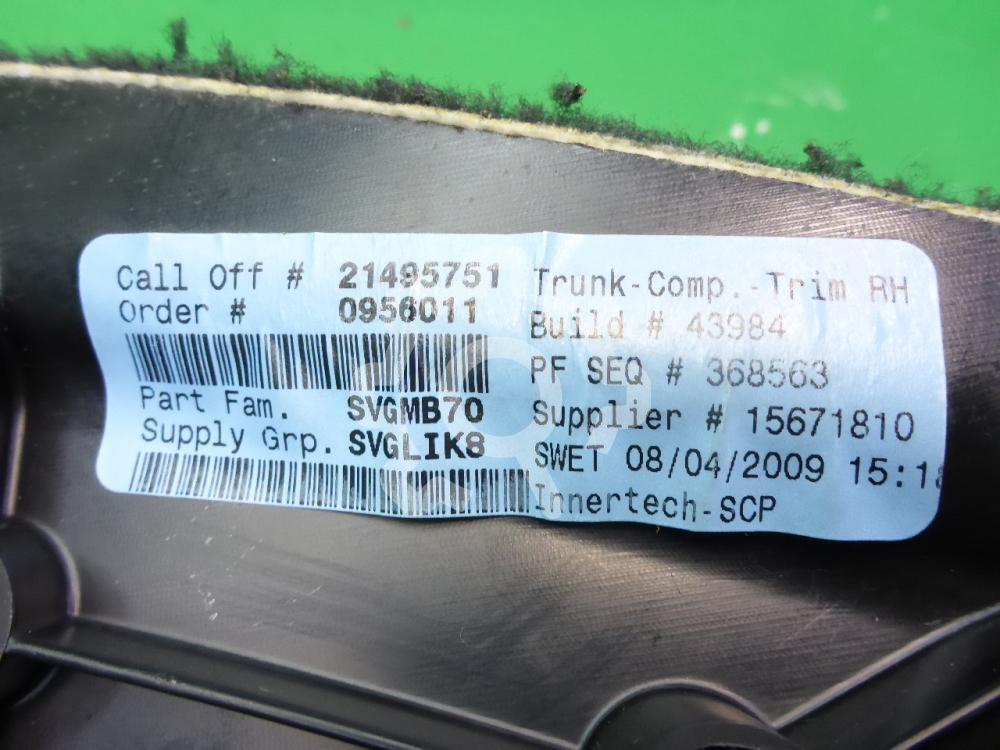 Call Off # 21495751
Order # 0956011
Part Fam. SVGMB70
Supply Grp. SVGLIK8
Trunk-Comp.-Trim RH
Build # 43984
PF SEQ # 368563
Supplier # 15671810
SWET 08/04/2009 15:18
Innertech-SCP